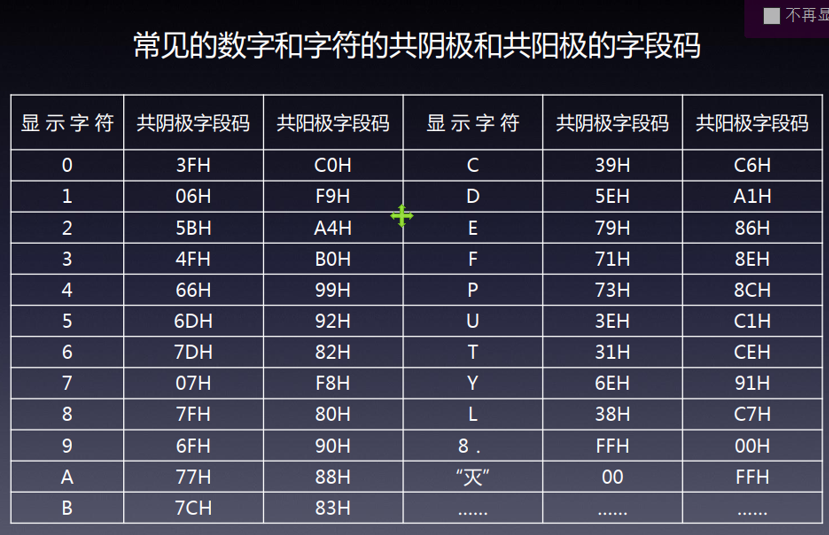 不再显
常见的数字和字符的共阴极和共阳极的字段码
显示字符 共阴极字段码 共阳极字段码 显示字符 共阴极字段码 共阳极字段码
0 3FH C0H C 39H C6H
1 06H F9H D 5EH A1H
2 5BH A4H E 79H 86H
3 4FH B0H F 71H 8EH
4 66H 99H P 73H 8CH
5 6DH 92H U 3EH C1H
6 7DH 82H T 31H CEH
7 07H F8H Y 6EH 91H
8 7FH 80H L 38H C7H
9 6FH 90H 8． FFH 00H
A 77H 88H “灭” 00 FFH
B 7CH 83H …… …… ……